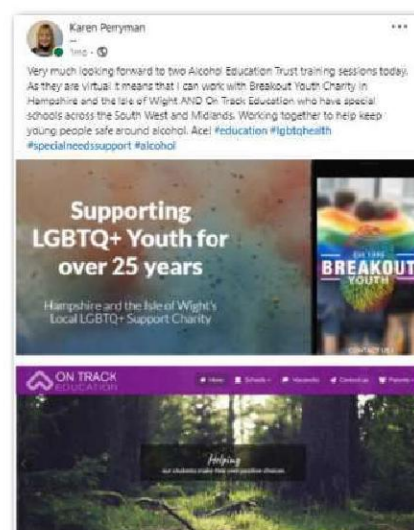 Karen Perryman
--
1mo •
Very much looking forward to two Alcohol Education Trust training sessions today.
As they are virtual it means that I can work with Breakout Youth Charity in
Hampshire and the Isle of Wight AND On Track Education who have special
schools across the South West and Midlands. Working together to help keep
young people safe around alcohol. Ace! #education #lgbtqhealth
#specialneedssupport #alcohol
Supporting
LGBTQ+ Youth for
over 25 years
Hampshire and the Isle of Wight's
Local LGBTQ+ Support Charity
EST. 1993
BREAKOUT
YOUTH
CONTACT US
ON TRACK
EDUCATION
Home Schools Vacancies Contact us Parents
Helping
our students make their own positive choices